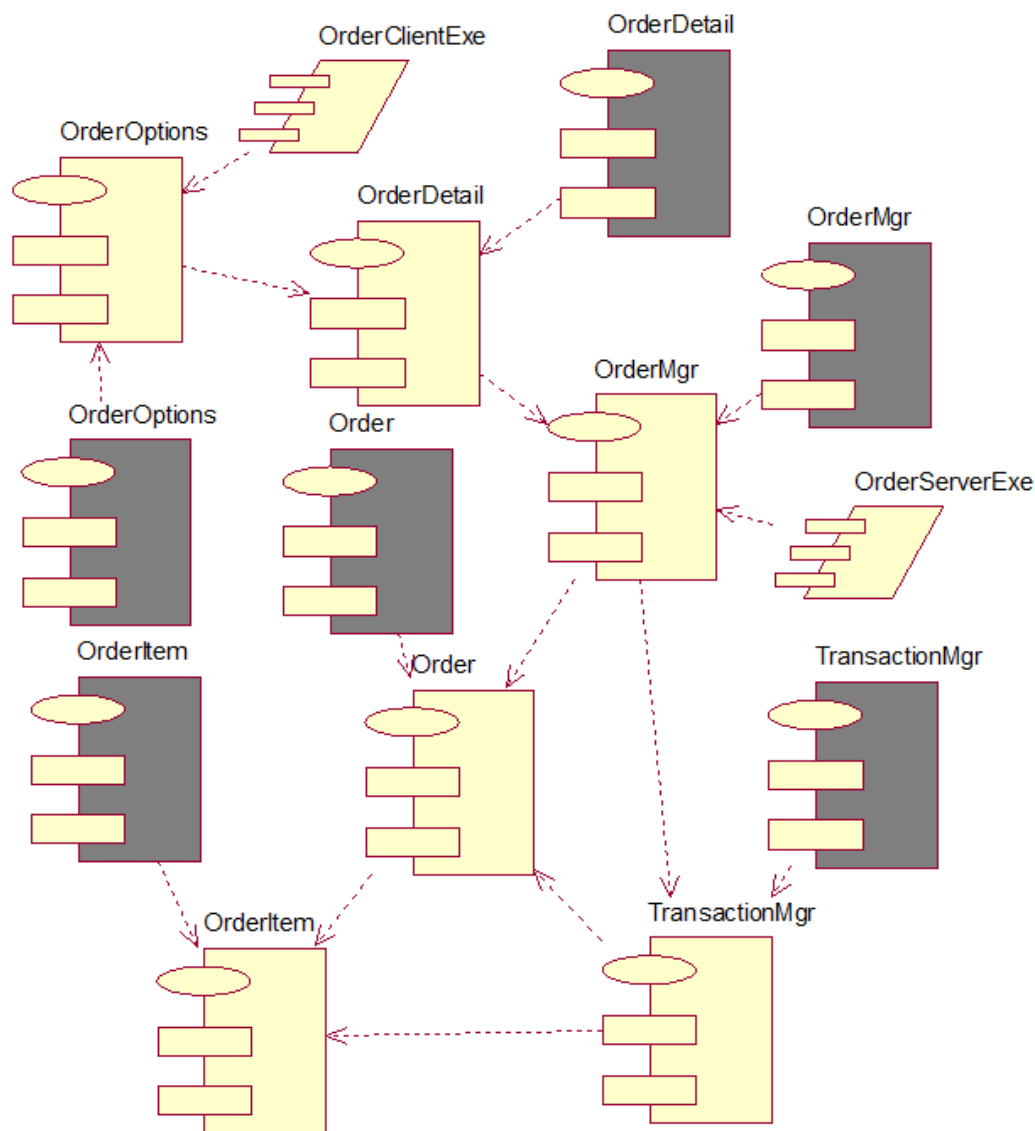 OrderDetail
OrderClientExe
OrderOptions
OrderDetail
OrderMgr
OrderMgr
OrderOptions
Order
OrderServerExe
OrderItem
Order
TransactionMgr
OrderItem
TransactionMgr